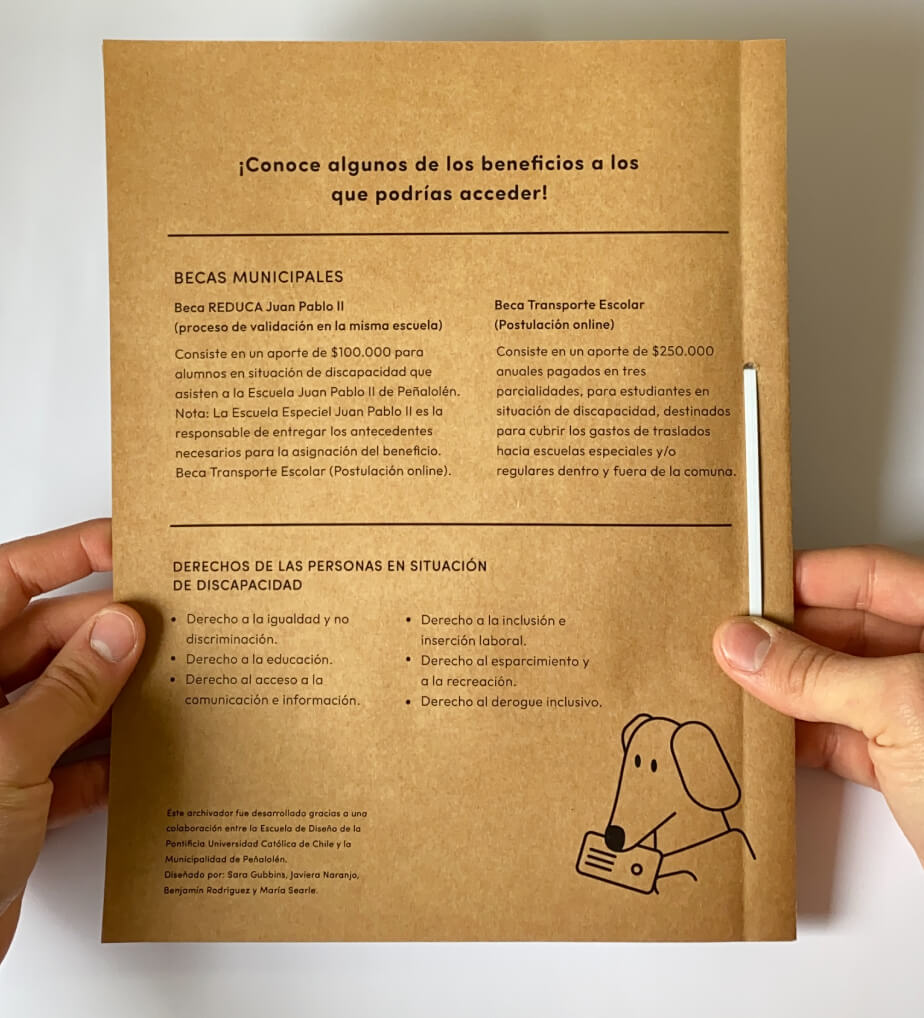 ¡Conoce algunos de los beneficios a los
que podrías acceder!
BECAS MUNICIPALES
Beca REDUCA Juan Pablo II
(proceso de validación en la misma escuela)
Consiste en un aporte de $100.000 para
alumnos en situación de discapacidad que
asisten a la Escuela Juan Pablo II de Peñalolén.
Nota: La Escuela Especiel Juan Pablo II es la
responsable de entregar los antecedentes
necesarios para la asignación del beneficio.
Beca Transporte Escolar (Postulación online).
Beca Transporte Escolar
(Postulación online)
Consiste en un aporte de $250.000
anuales pagados en tres
parcialidades, para estudiantes en
situación de discapacidad, destinados
para cubrir los gastos de traslados
hacia escuelas especiales y/o
regulares dentro y fuera de la comuna.
DERECHOS DE LAS PERSONAS EN SITUACIÓN
DE DISCAPACIDAD
• Derecho a la igualdad y no
discriminación.
• Derecho a la educación.
• Derecho al acceso a la
comunicación e información.
• Derecho a la inclusión e
inserción laboral.
• Derecho al esparcimiento y
a la recreación.
• Derecho al derogue inclusivo.
Este archivador fue desarrollado gracias a una
colaboración entre la Escuela de Diseño de la
Pontificia Universidad Católica de Chile y la
Municipalidad de Peñalolén.
Diseñado por: Sara Gubbins, Javiera Naranjo,
Benjamín Rodriguez y María Searle.